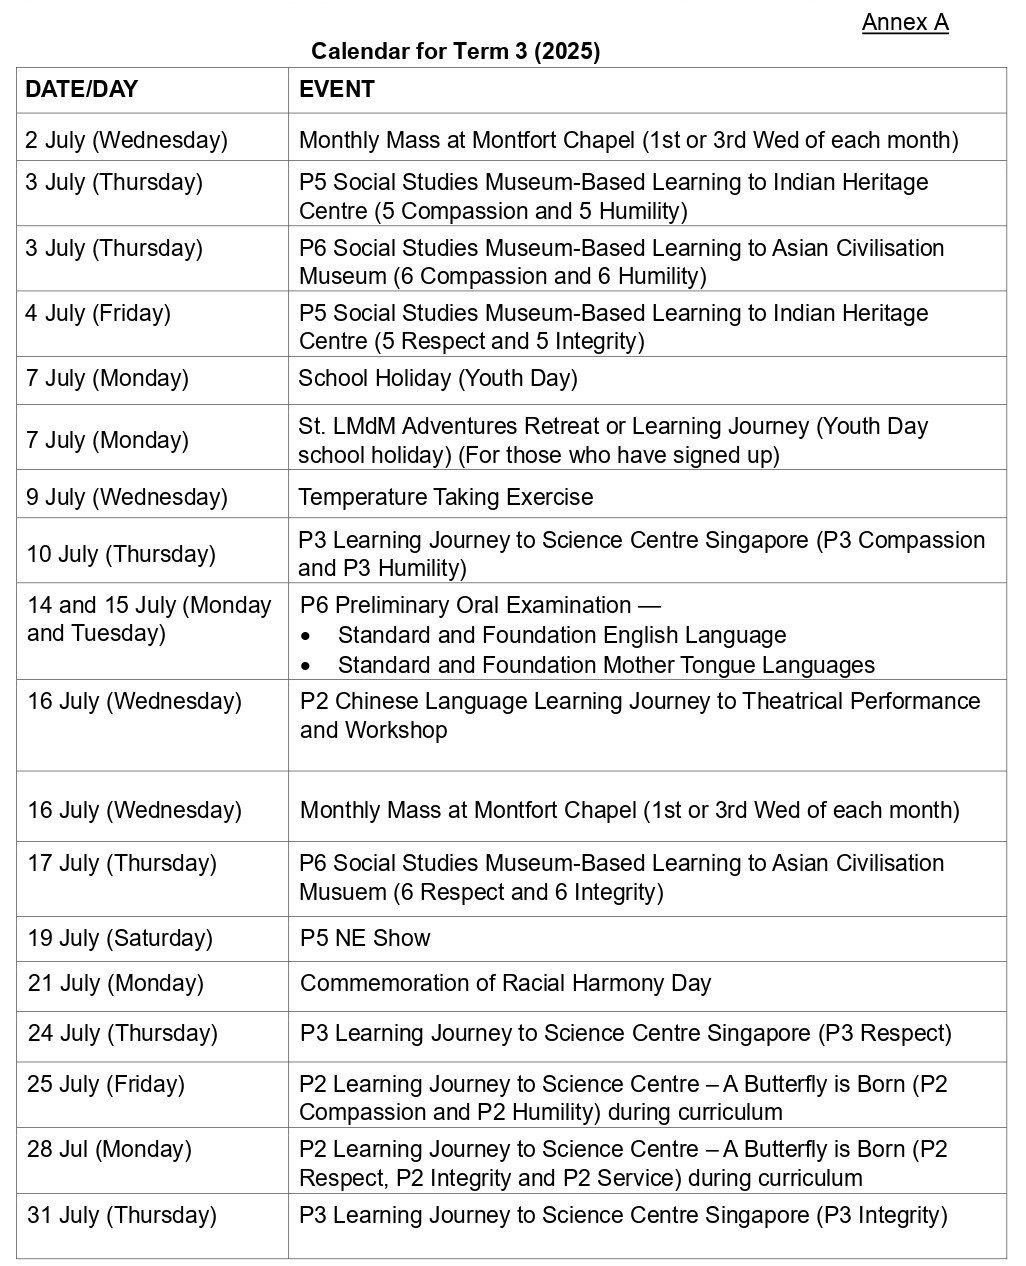 Annex A
Calendar for Term 3 (2025)
DATE/DAY
EVENT
2 July (Wednesday)
Monthly Mass at Montfort Chapel (1st or 3rd Wed of each month)
3 July (Thursday)
P5 Social Studies Museum-Based Learning to Indian Heritage
Centre (5 Compassion and 5 Humility)
3 July (Thursday)
P6 Social Studies Museum-Based Learning to Asian Civilisation
Museum (6 Compassion and 6 Humility)
4 July (Friday)
P5 Social Studies Museum-Based Learning to Indian Heritage
Centre (5 Respect and 5 Integrity)
7 July (Monday)
School Holiday (Youth Day)
7 July (Monday)
St. LMdM Adventures Retreat or Learning Journey (Youth Day
school holiday) (For those who have signed up)
9 July (Wednesday)
Temperature Taking Exercise
10 July (Thursday)
P3 Learning Journey to Science Centre Singapore (P3 Compassion
and P3 Humility)
14 and 15 July (Monday
and Tuesday)
P6 Preliminary Oral Examination —
• Standard and Foundation English Language
• Standard and Foundation Mother Tongue Languages
16 July (Wednesday)
P2 Chinese Language Learning Journey to Theatrical Performance
and Workshop
16 July (Wednesday)
Monthly Mass at Montfort Chapel (1st or 3rd Wed of each month)
17 July (Thursday)
P6 Social Studies Museum-Based Learning to Asian Civilisation
Musuem (6 Respect and 6 Integrity)
19 July (Saturday)
P5 NE Show
21 July (Monday)
Commemoration of Racial Harmony Day
24 July (Thursday)
P3 Learning Journey to Science Centre Singapore (P3 Respect)
25 July (Friday)
P2 Learning Journey to Science Centre – A Butterfly is Born (P2
Compassion and P2 Humility) during curriculum
28 Jul (Monday)
P2 Learning Journey to Science Centre – A Butterfly is Born (P2
Respect, P2 Integrity and P2 Service) during curriculum
31 July (Thursday)
P3 Learning Journey to Science Centre Singapore (P3 Integrity)